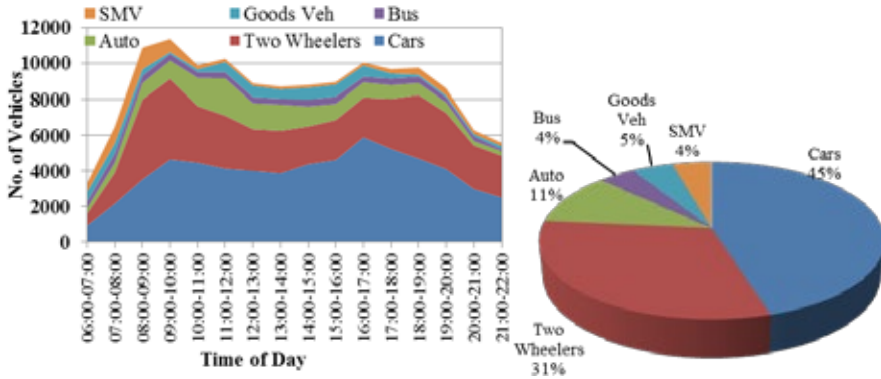 SMV Goods Veh Bus
Auto Two Wheelers Cars
12000
10000
8000
6000
4000
2000
0
No. of Vehicles
06:00-07:00
07:00-08:00
08:00-09:00
09:00-10:00
10:00-11:00
11:00-12:00
12:00-13:00
13:00-14:00
14:00-15:00
15:00-16:00
16:00-17:00
17:00-18:00
18:00-19:00
19:00-20:00
20:00-21:00
21:00-22:00
Time of Day
Goods
Veh
5%
Bus
4%
SMV
4%
Cars
45%
Auto
11%
Two
Wheelers
31%